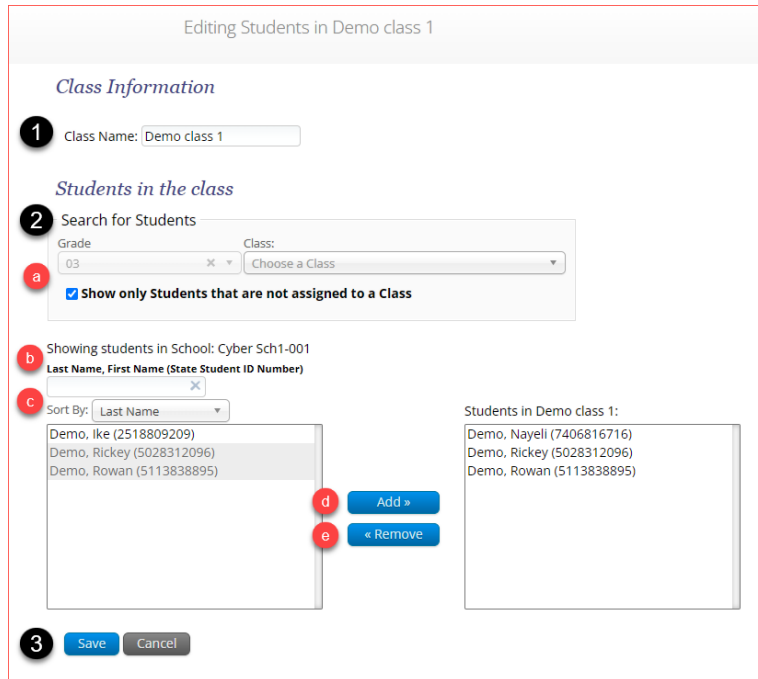 Editing Students in Demo class 1
Class Information
1 Class Name: Demo class 1
Students in the class
2 Search for Students
Grade Class:
03 Choose a Class
a
Show only Students that are not assigned to a Class
b Showing students in School: Cyber Sch1-001
Last Name, First Name (State Student ID Number)
c Sort By: Last Name
Demo, Ike (2518809209)
Demo, Rickey (5028312096)
Demo, Rowan (5113838895)
d Add »
e « Remove
Students in Demo class 1:
Demo, Nayeli (7406816716)
Demo, Rickey (5028312096)
Demo, Rowan (5113838895)
3 Save Cancel